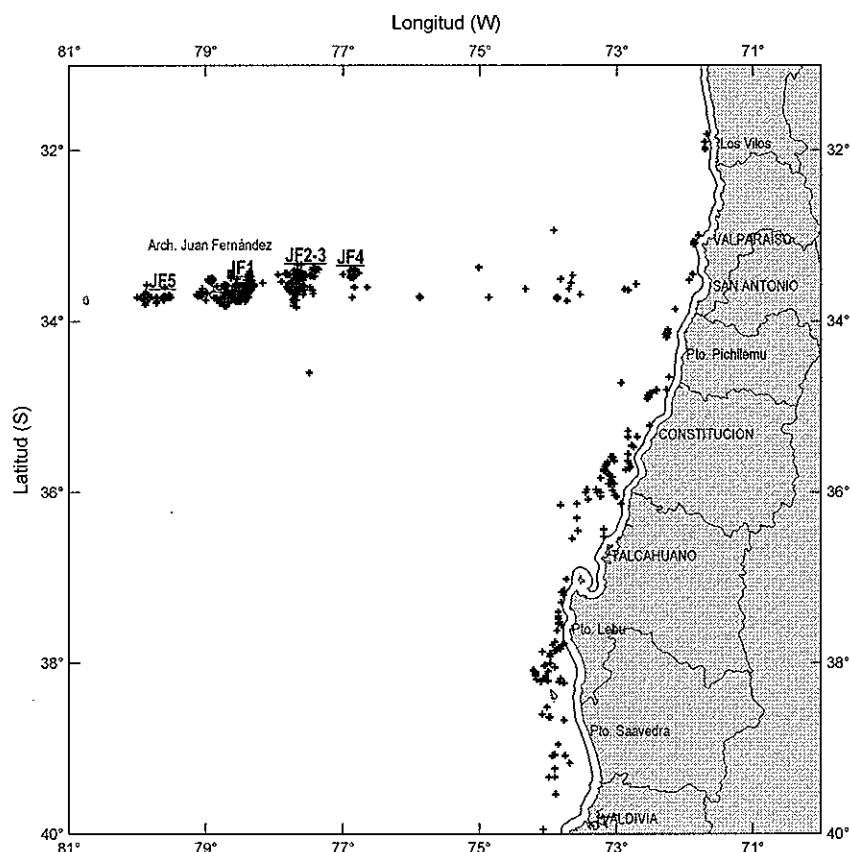 Longitud (W)
81° 79° 77° 75° 73° 71°
32° 32°
Los Vilos
Arch. Juan Fernández
VALPARAÍSO
JF5 JF1 JF2-3 JF4
SAN ANTONIO
34° 34°
Pto. Pichilemu
Latitud (S)
CONSTITUCION
36° 36°
TALCAHUANO
Pto. Lebu
38° 38°
Pto. Saavedra
VALDIVIA
40° 40°
81° 79° 77° 75° 73° 71°